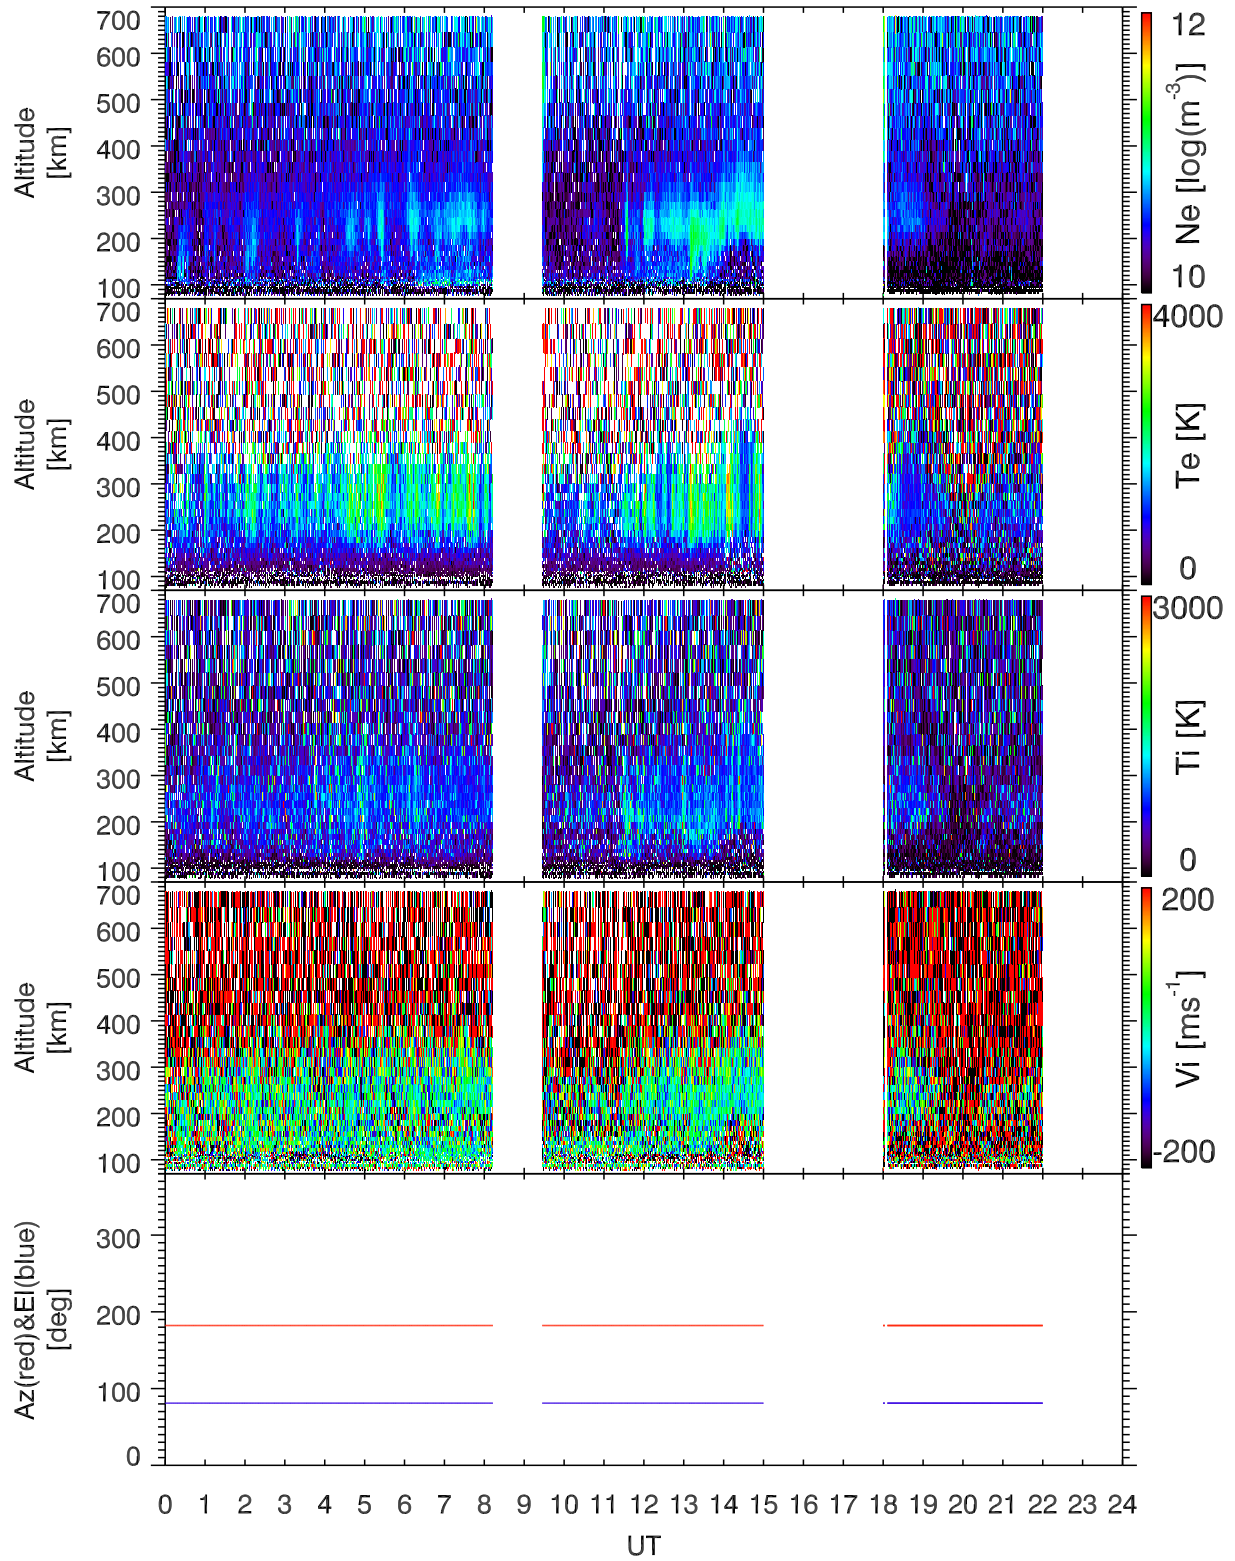 700
600
500
400
300
200
100
Altitude
[km]
12
10
Ne [log(m⁻³)]
700
600
500
400
300
200
100
Altitude
[km]
4000
0
Te [K]
700
600
500
400
300
200
100
Altitude
[km]
3000
0
Ti [K]
700
600
500
400
300
200
100
Altitude
[km]
200
-200
Vi [ms⁻¹]
300
200
100
0
Az(red)&El(blue)
[deg]
0 1 2 3 4 5 6 7 8 9 10 11 12 13 14 15 16 17 18 19 20 21 22 23 24
UT